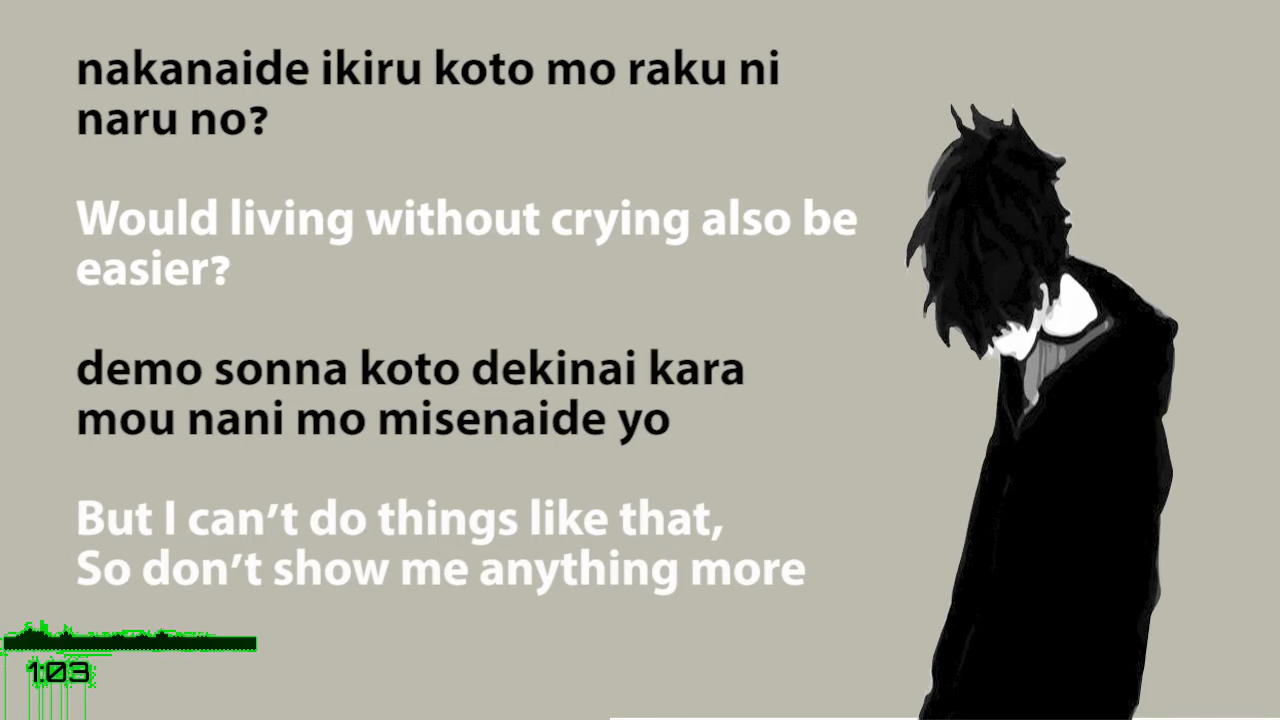 nakanaide ikiru koto mo raku ni
naru no?
Would living without crying also be
easier?
demo sonna koto dekinai kara
mou nani mo misenaide yo
But I can’t do things like that,
So don’t show me anything more
1:03